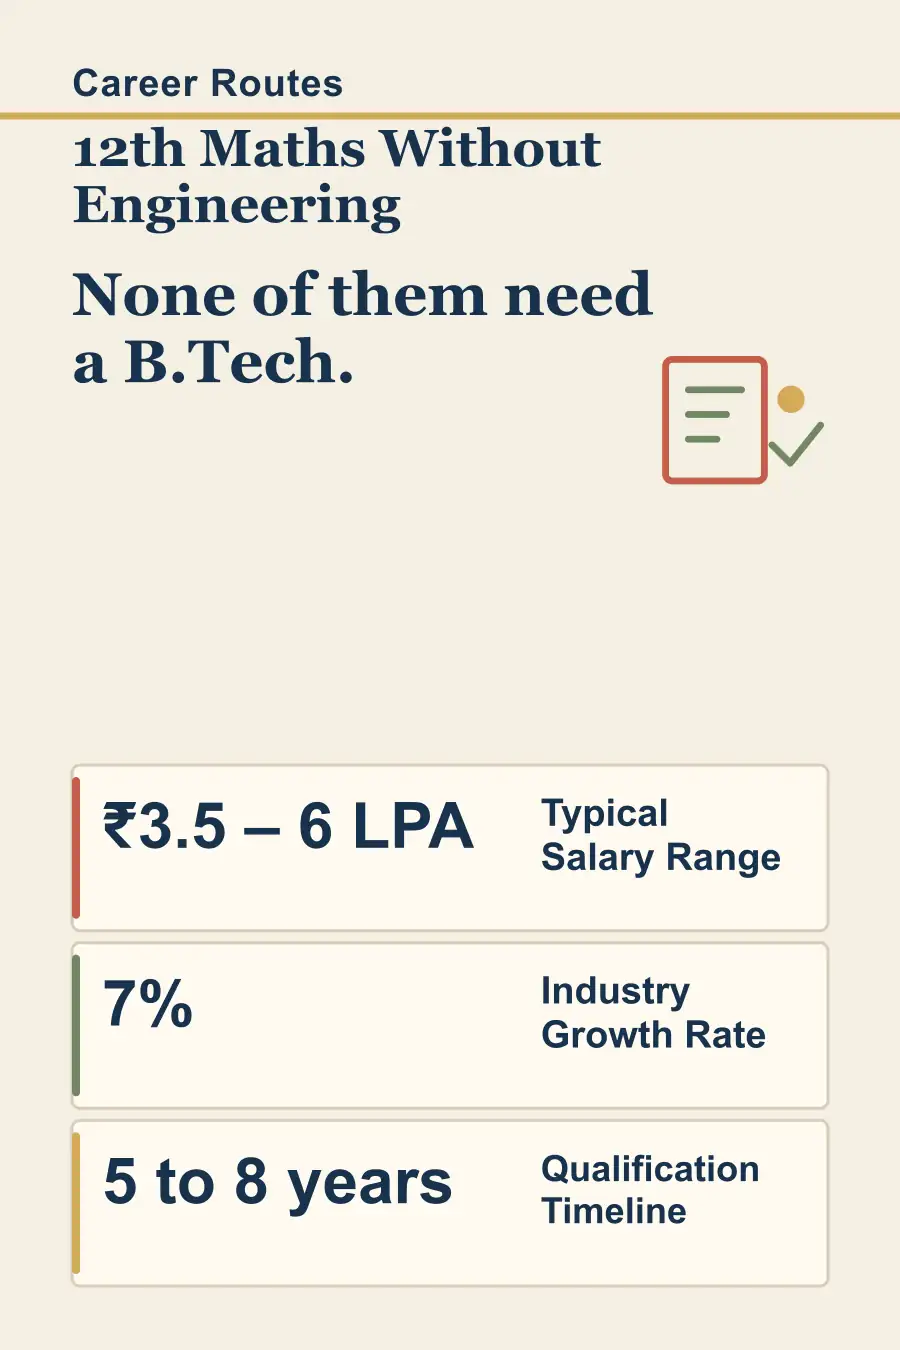 Career Routes
12th Maths Without
Engineering
None of them need
a B.Tech.
₹3.5 – 6 LPA
Typical
Salary Range
7%
Industry
Growth Rate
5 to 8 years
Qualification
Timeline